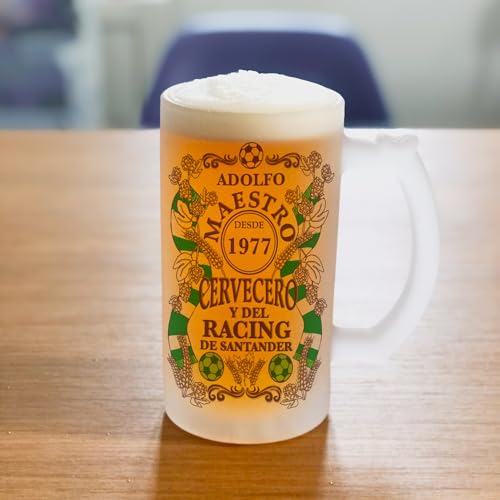 ADOLFO
MAESTRO
DESDE
1977
CERVECERO
Y DEL
RACING
DE SANTANDER